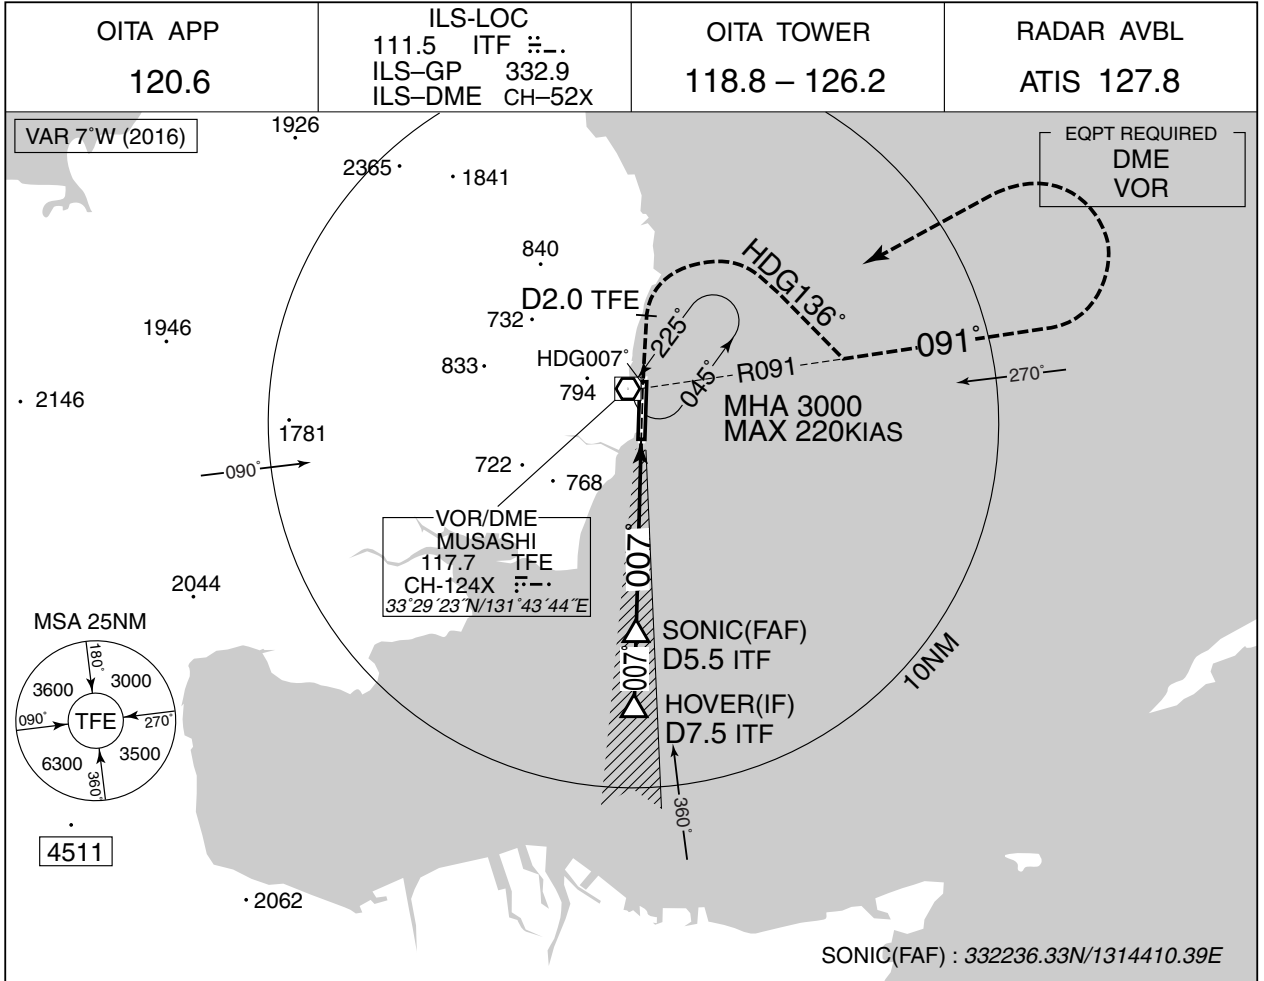 OITA APP
120.6
ILS-LOC
111.5 ITF
ILS–GP 332.9
ILS–DME CH–52X
OITA TOWER
118.8 – 126.2
RADAR AVBL
ATIS 127.8
VAR 7°W (2016)
EQPT REQUIRED
DME
VOR
1926
2365
1841
840
D2.0 TFE
732
1946
HDG007°
833
794
2146
1781
090°
722
768
HDG136°
225°
045°
R091
091°
270°
MHA 3000
MAX 220KIAS
VOR/DME
MUSASHI
117.7 TFE
CH-124X
33°29´23˝N/131°43´44˝E
007°
2044
MSA 25NM
180°
3600
3000
090°
TFE
270°
6300
3500
360°
SONIC(FAF)
D5.5 ITF
007°
HOVER(IF)
D7.5 ITF
10NM
360°
4511
2062
SONIC(FAF) : 332236.33N/1314410.39E